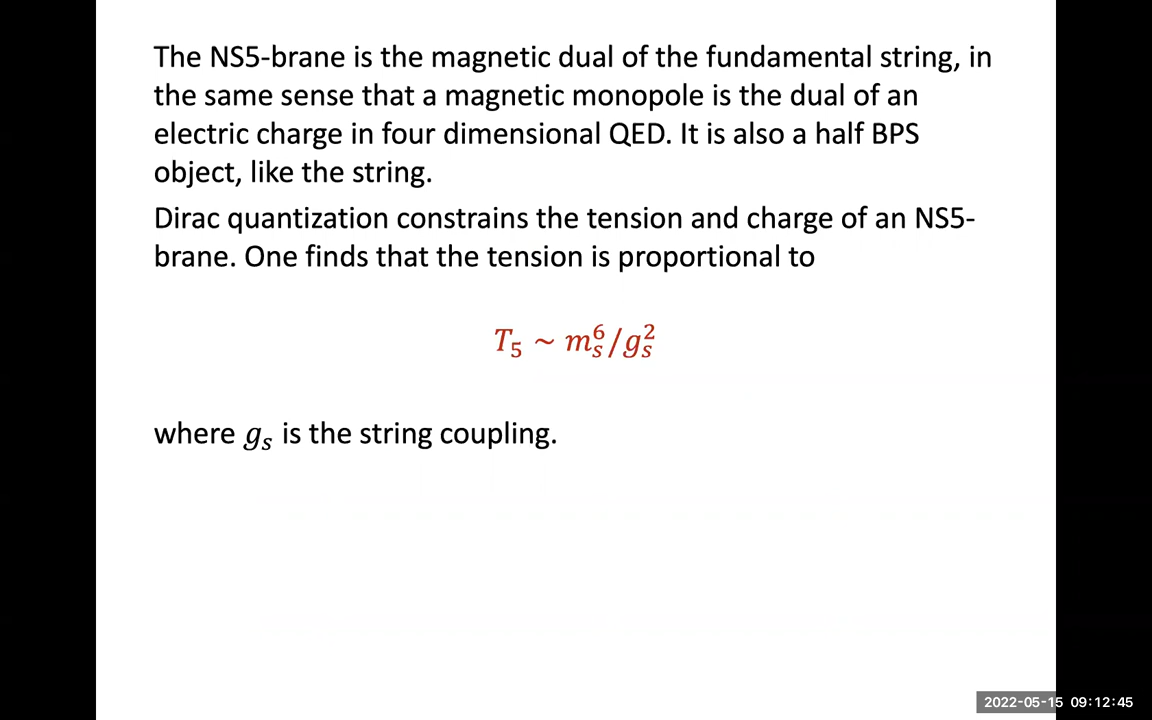 The NS5-brane is the magnetic dual of the fundamental string, in
the same sense that a magnetic monopole is the dual of an
electric charge in four dimensional QED. It is also a half BPS
object, like the string.
Dirac quantization constrains the tension and charge of an NS5-
brane. One finds that the tension is proportional to
T₅ ~ mₛ⁶/gₛ²
where gₛ is the string coupling.
2022-05-15 09:12:45